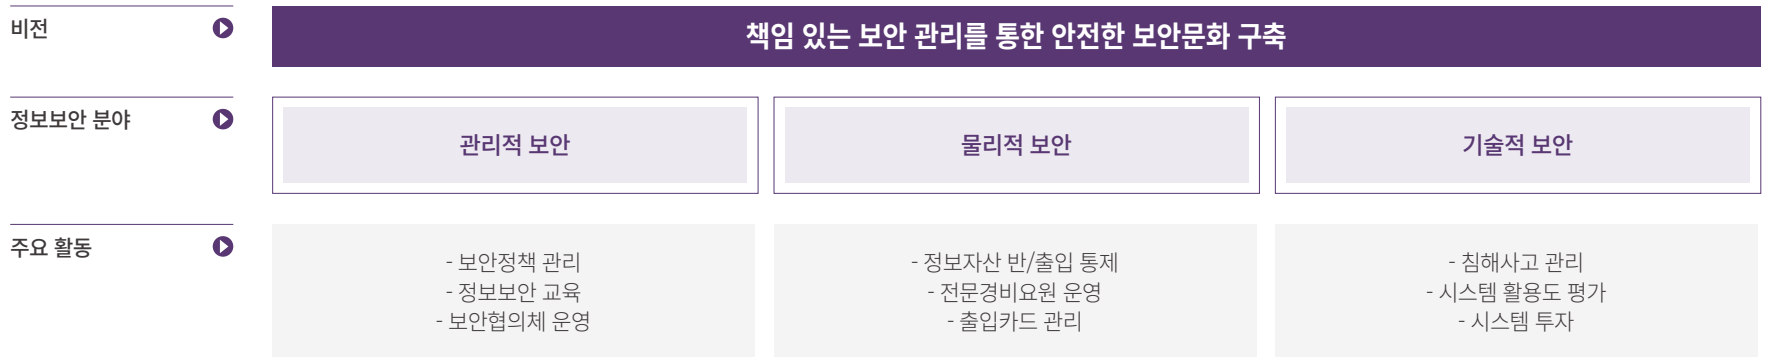 비전
책임 있는 보안 관리를 통한 안전한 보안문화 구축
정보보안 분야
관리적 보안
물리적 보안
기술적 보안
주요 활동
- 보안정책 관리
- 정보보안 교육
- 보안협의체 운영
- 정보자산 반/출입 통제
- 전문경비요원 운영
- 출입카드 관리
- 침해사고 관리
- 시스템 활용도 평가
- 시스템 투자